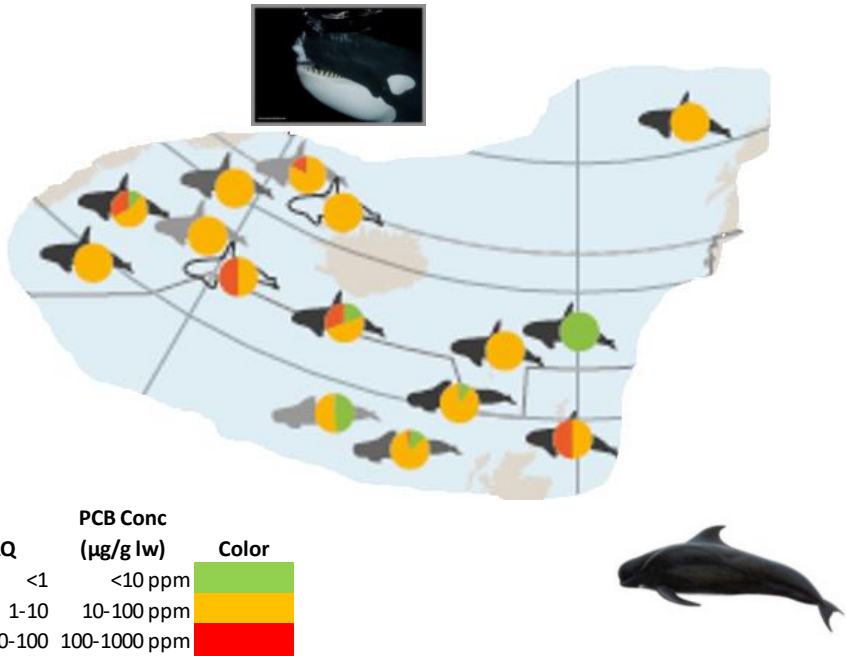 PCB Conc
Q (µg/g lw) Color
<1 <10 ppm
1-10 10-100 ppm
0-100 100-1000 ppm